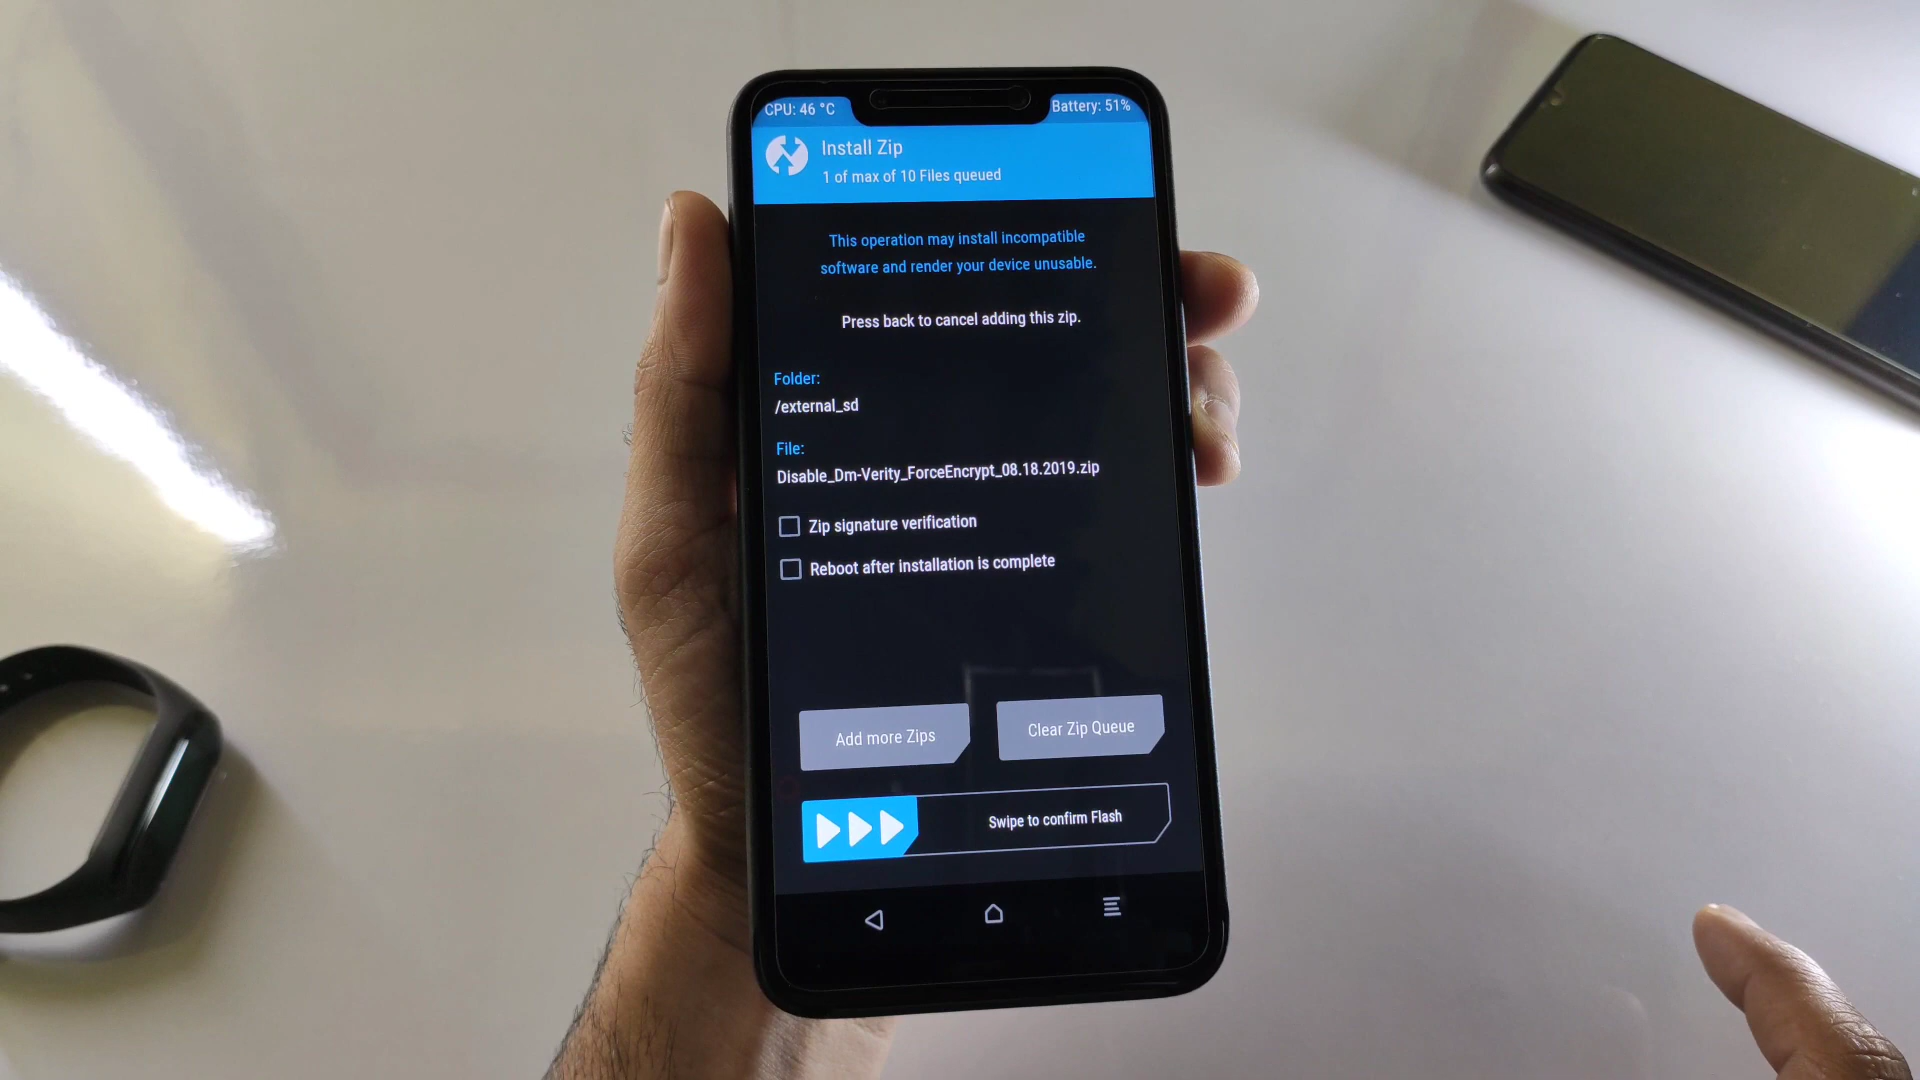 CPU: 46 °C
Battery: 51%
Install Zip
1 of max of 10 Files queued
This operation may install incompatible
software and render your device unusable.
Press back to cancel adding this zip.
Folder:
/external_sd
File:
Disable_Dm-Verity_ForceEncrypt_08.18.2019.zip
Zip signature verification
Reboot after installation is complete
Add more Zips
Clear Zip Queue
Swipe to confirm Flash